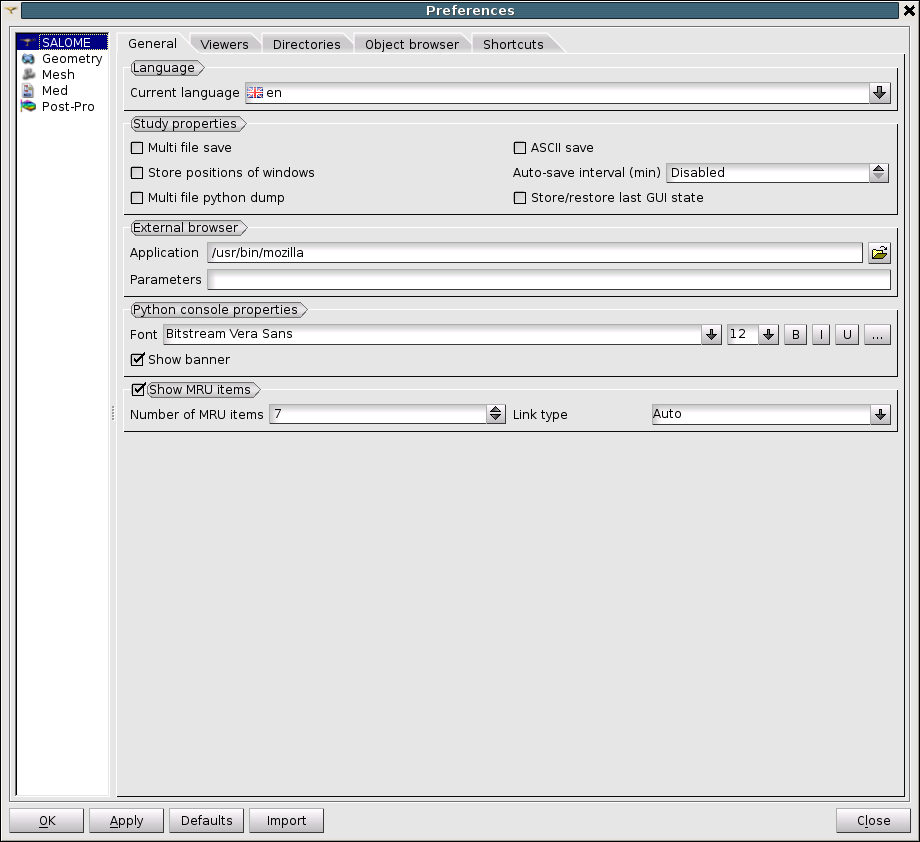 Preferences
SALOME
Geometry
Mesh
Med
Post-Pro
General Viewers Directories Object browser Shortcuts
Language
Current language en
Study properties
Multi file save ASCII save
Store positions of windows Auto-save interval (min) Disabled
Multi file python dump Store/restore last GUI state
External browser
Application /usr/bin/mozilla
Parameters
Python console properties
Font Bitstream Vera Sans 12 B I U ...
Show banner
Show MRU items
Number of MRU items 7 Link type Auto
OK Apply Defaults Import Close